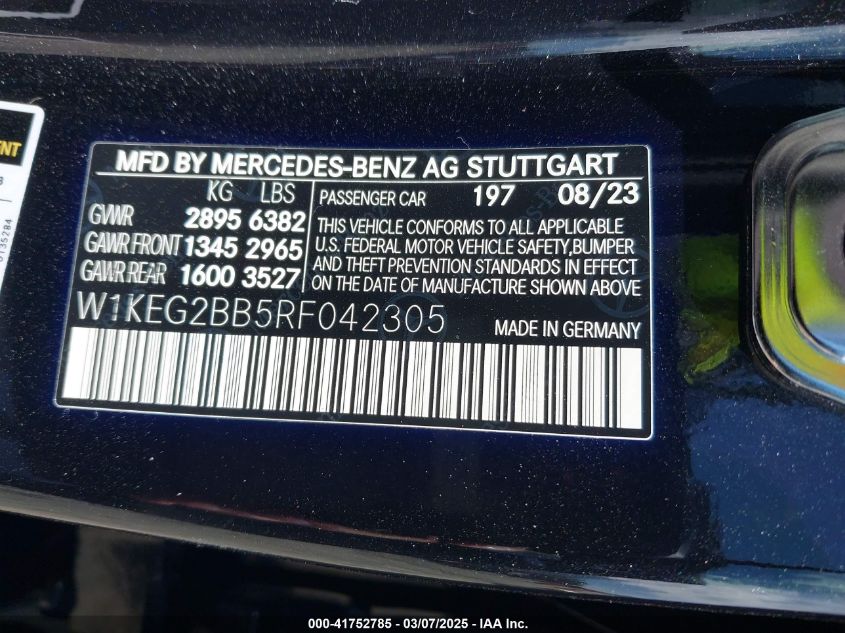 MFD BY MERCEDES-BENZ AG STUTTGART
KG LBS
GVWR 2895 6382
GAWR FRONT 1345 2965
GAWR REAR 1600 3527
PASSENGER CAR 197 08/23
THIS VEHICLE CONFORMS TO ALL APPLICABLE
U.S. FEDERAL MOTOR VEHICLE SAFETY, BUMPER
AND THEFT PREVENTION STANDARDS IN EFFECT
ON THE DATE OF MANUFACTURE SHOWN ABOVE
W1KEG2BB5RF042305
MADE IN GERMANY
000-41752785 - 03/07/2025 - IAA Inc.